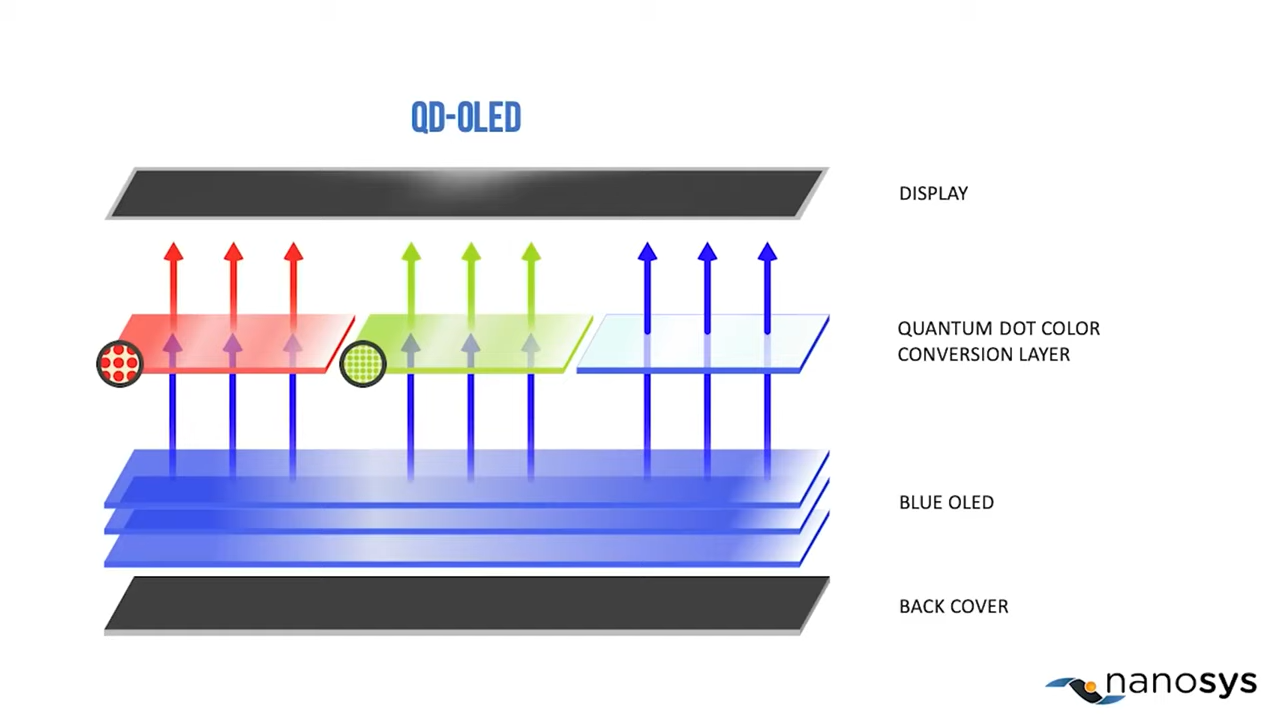 QD-OLED
DISPLAY
QUANTUM DOT COLOR
CONVERSION LAYER
BLUE OLED
BACK COVER
nanosys